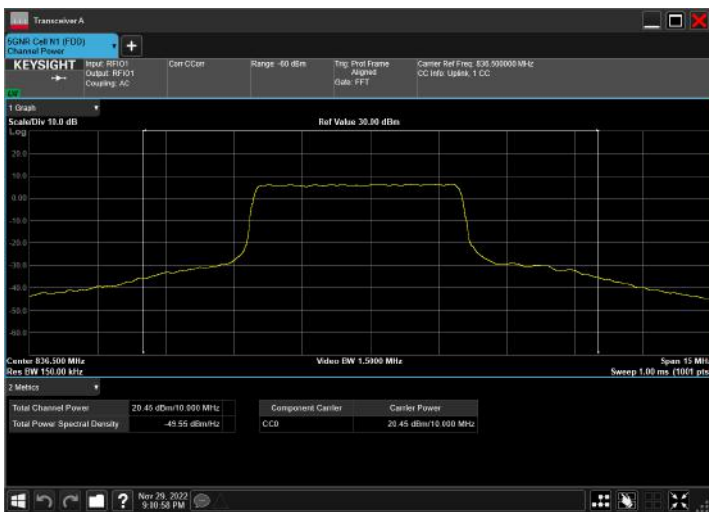 Transceiver A
5GNR Cell N1 (FDD)
Channel Power
KEYSIGHT
Input: RFIO1
Output: RFIO1
Coupling: AC
Corr CCorr
Range -60 dBm
Trig: Prot Frame
Aligned
Gate: FFT
Carrier Ref Freq: 836.500000 MHz
CC Info: Uplink, 1 CC
1 Graph
Scale/Div 10.0 dB
Ref Value 30.00 dBm
Log
20.0
10.0
0.00
-10.0
-20.0
-30.0
-40.0
-50.0
-60.0
Center 836.500 MHz
Video BW 1.5000 MHz
Span 15 MHz
Res BW 150.00 kHz
Sweep 1.00 ms (1001 pts
2 Metrics
Total Channel Power 20.45 dBm/10.000 MHz
Total Power Spectral Density -49.55 dBm/Hz
Component Carrier Carrier Power
CC0 20.45 dBm/10.000 MHz
Nov 29, 2022
9:10:58 PM